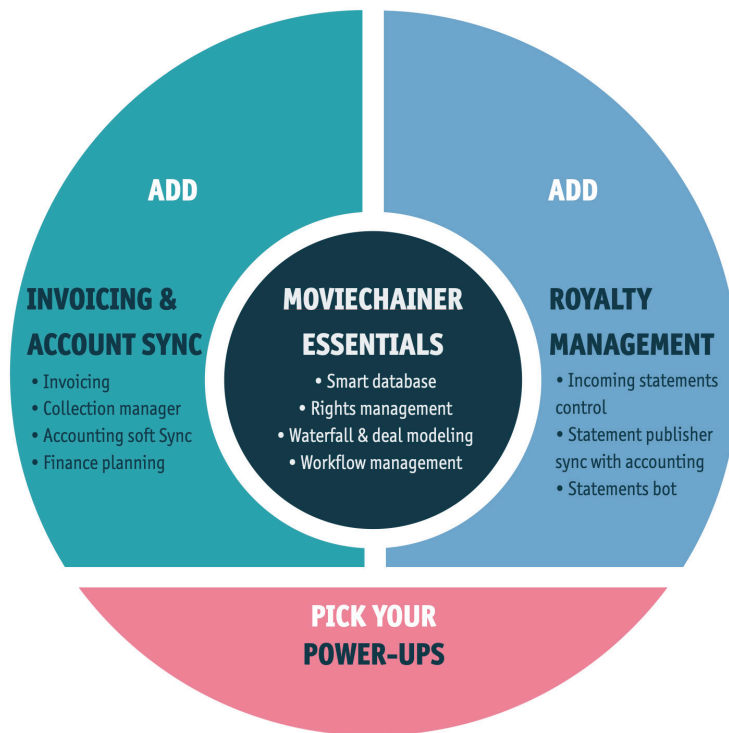 ADD
INVOICING &
ACCOUNT SYNC
• Invoicing
• Collection manager
• Accounting soft Sync
• Finance planning
MOVIECHAINER
ESSENTIALS
• Smart database
• Rights management
• Waterfall & deal modeling
• Workflow management
ADD
ROYALTY
MANAGEMENT
• Incoming statements
control
• Statement publisher
sync with accounting
• Statements bot
PICK YOUR
POWER-UPS